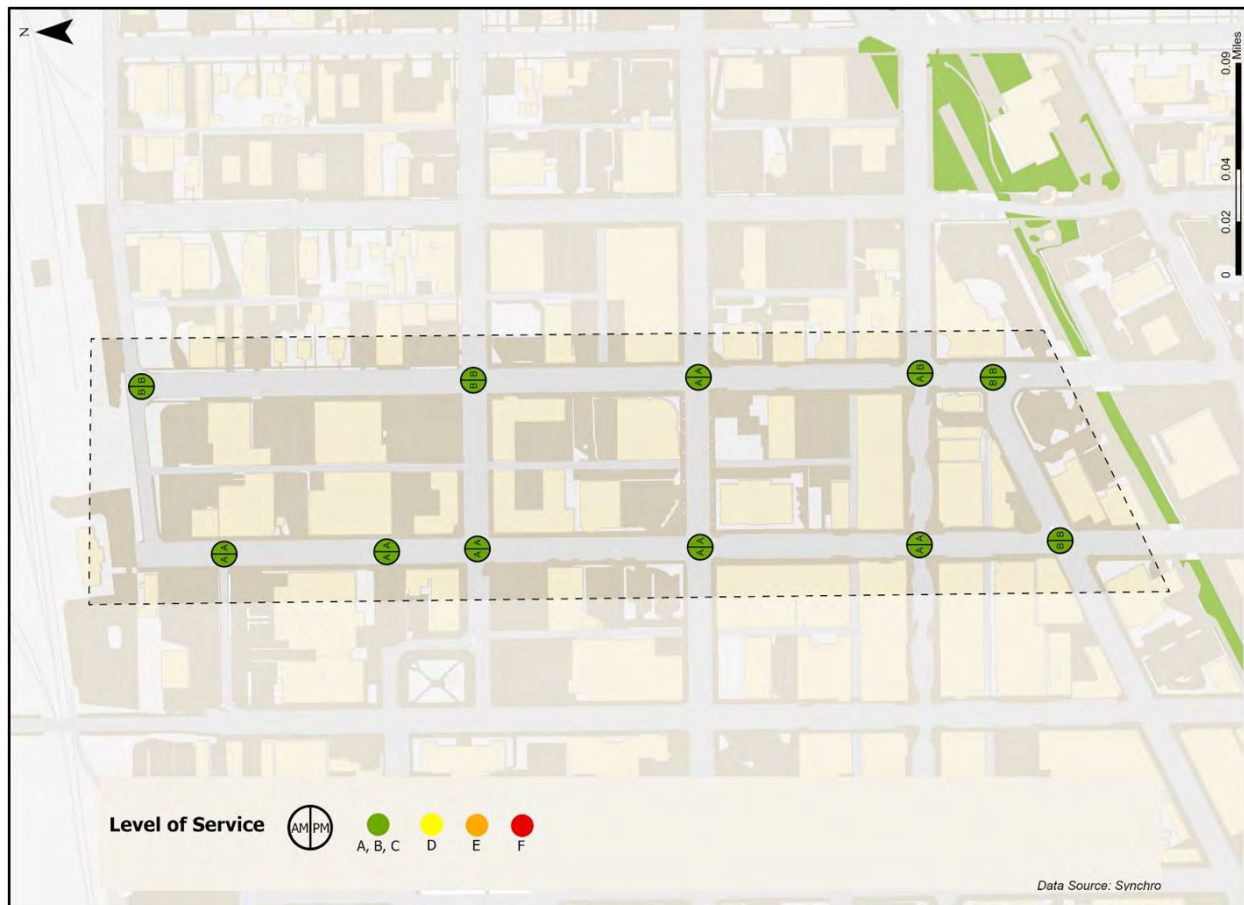 N
0 0.02 0.04 0.09
Miles
B B
B B
A A
A B
B B
A A
A A
A A
A A
A A
B B
Level of Service
AM PM
A, B, C
D
E
F
Data Source: Synchro